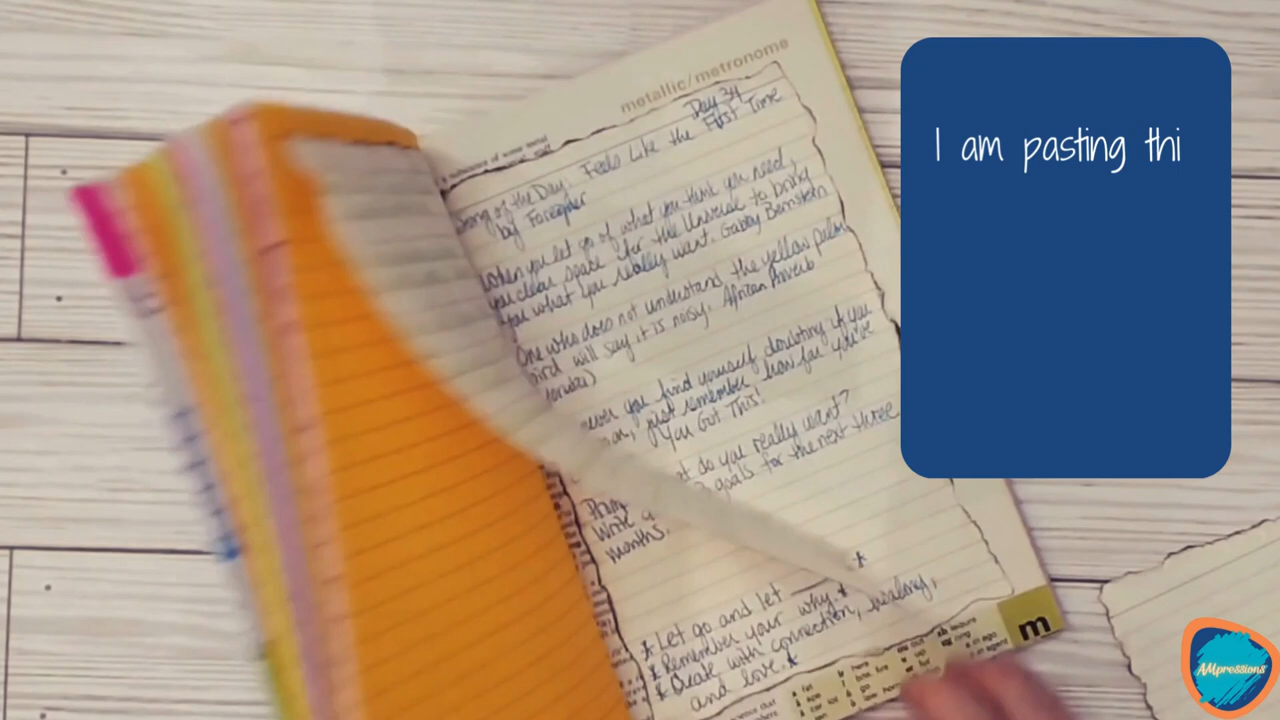 metallic/metronome
Day 34
Song of the Day: Feels Like the First Time
by Foreigner
When you let go of what you think you need,
you clear space for the Universe to bring
you what you really want. Gabby Bernstein
One who does not understand the yellow palm
bird will say it is noisy. African Proverb
never you find yourself doubting if you
on, just remember how far you've
You Got This!
do you really want?
goals for the next three
Write
months.
* Let go and let *
* Remember your why *
* Create with connection, healing,
and love. *
m
I am pasting thi
AMpressions